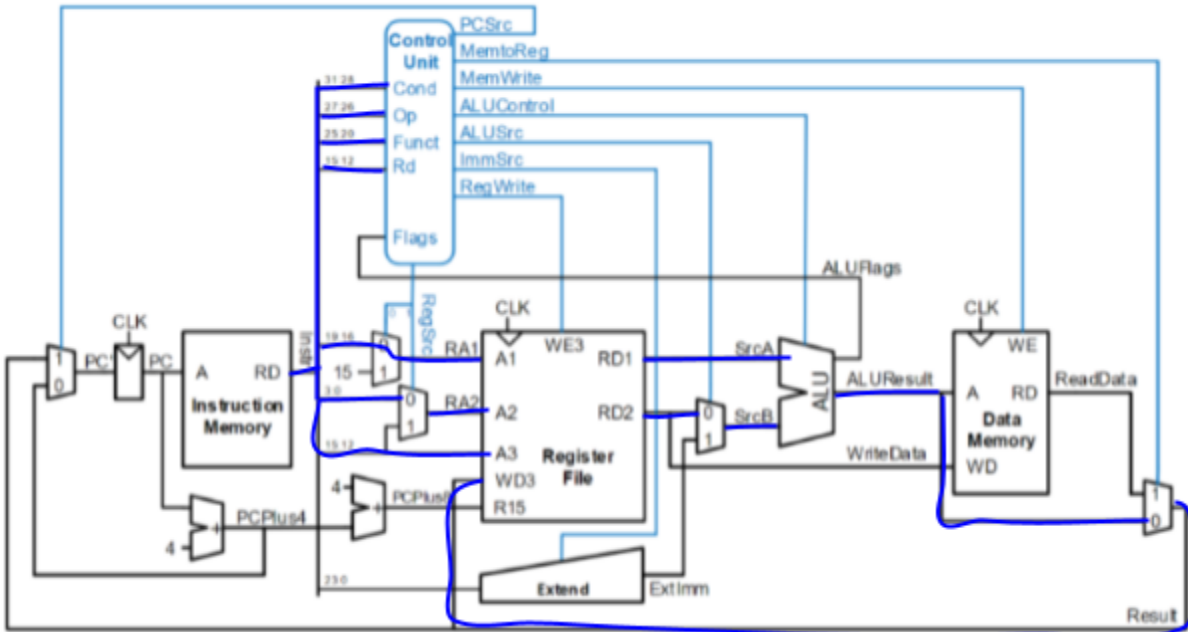 PCSrc
Control Unit
MemtoReg
MemWrite
31:28
Cond
27:26
Op
ALUControl
25:20
Funct
ALUSrc
15:12
Rd
ImmSrc
RegWrite
Flags
ALUFlags
RegSrc
0 1
CLK
CLK
CLK
Instr
19:16
0
RA1
A1
WE3
RD1
SrcA
WE
1
0
PC'
PC
A
RD
15
1
ALU
ALUResult
A
RD
ReadData
Instruction Memory
3:0
0
1
RA2
A2
RD2
0
1
SrcB
Data Memory
15:12
A3
Register File
WriteData
WD
WD3
4
+
PCPlus8
R15
1
0
PCPlus4
+
4
23:0
Extend
ExtImm
Result